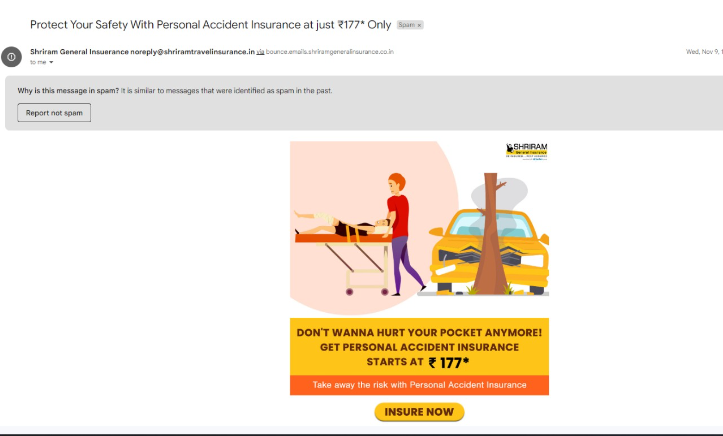 Protect Your Safety With Personal Accident Insurance at just ₹177* Only Spam ×
Shriram General Insuerance noreply@shriramtravelinsurance.in via bounce.emails.shriramgeneralinsurance.co.in
Wed, Nov 9,
to me
Why is this message in spam? It is similar to messages that were identified as spam in the past.
Report not spam
SHRIRAM
General Insurance
DON'T WANNA HURT YOUR POCKET ANYMORE!
GET PERSONAL ACCIDENT INSURANCE
STARTS AT ₹ 177*
Take away the risk with Personal Accident Insurance
INSURE NOW